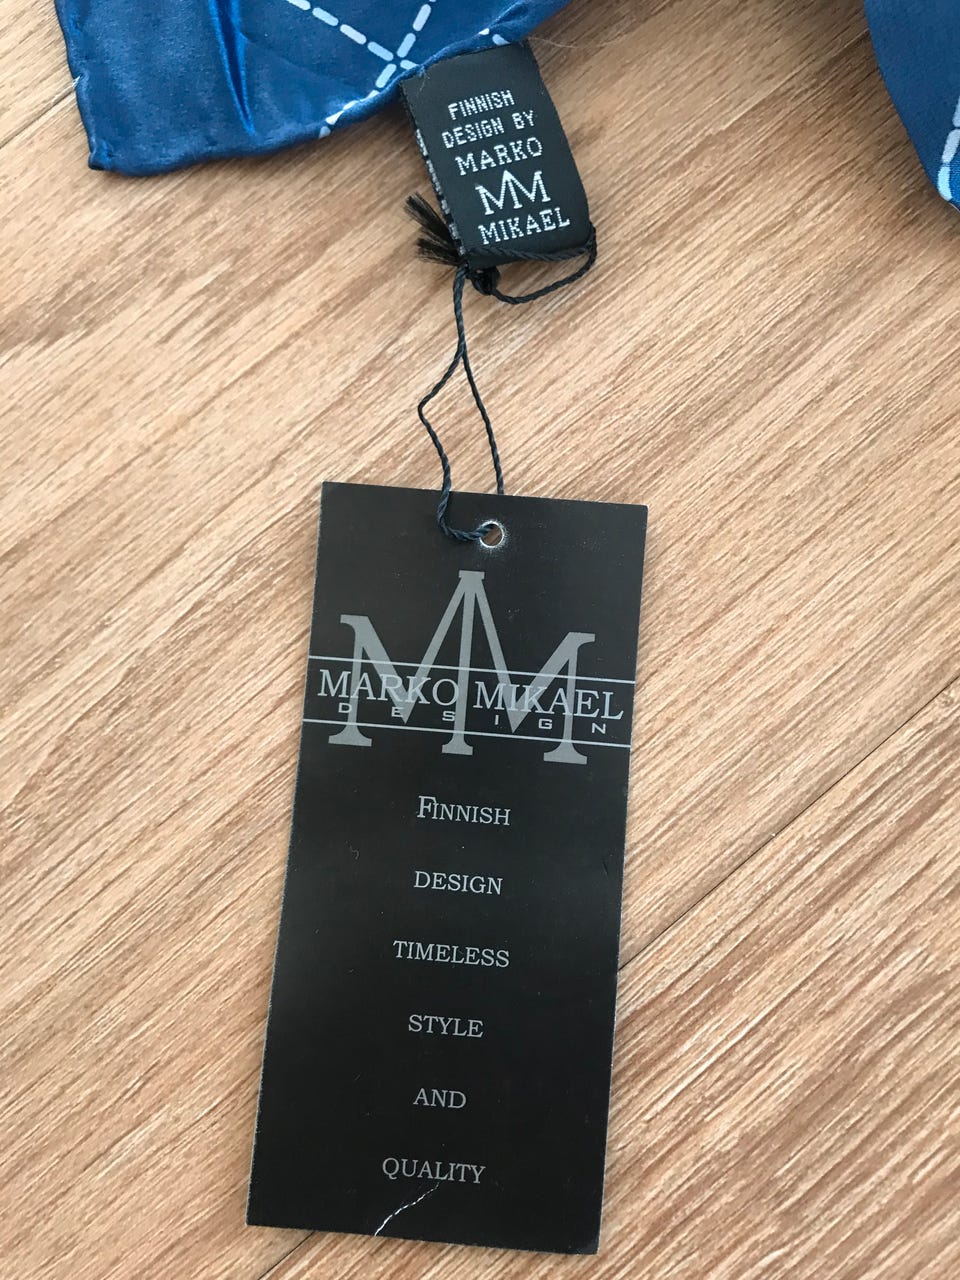 FINNISH
DESIGN BY
MARKO
MM
MIKAEL
MM
MARKO MIKAEL
DESIGN
FINNISH
DESIGN
TIMELESS
STYLE
AND
QUALITY